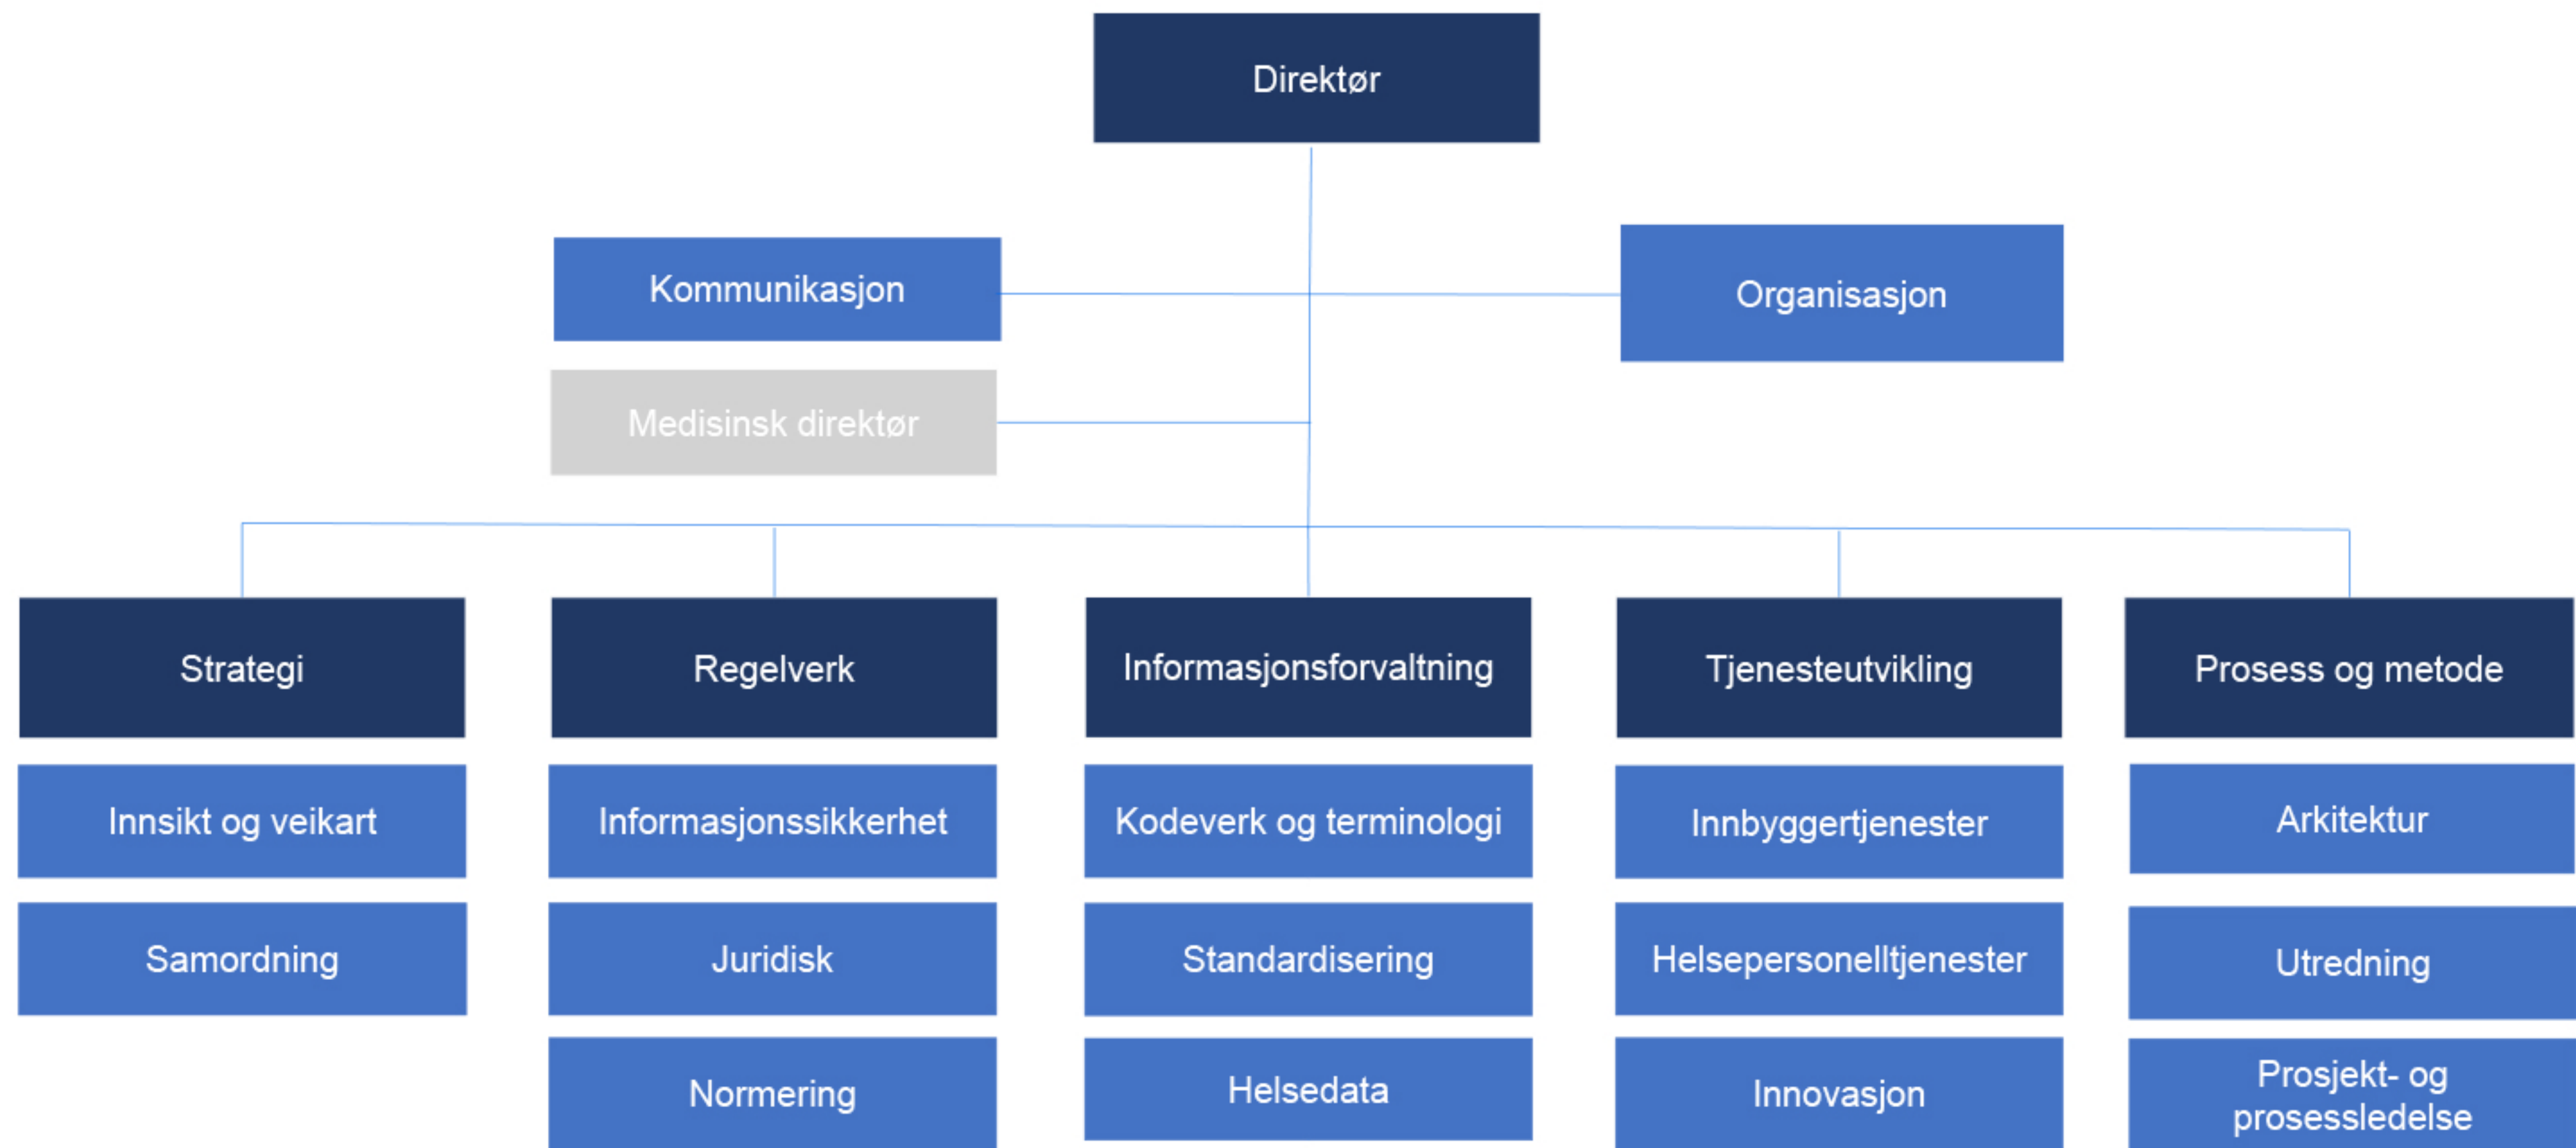 Direktør
Kommunikasjon
Organisasjon
Medisinsk direktør
Strategi
Regelverk
Informasjonsforvaltning
Tjenesteutvikling
Prosess og metode
Innsikt og veikart
Informasjonssikkerhet
Kodeverk og terminologi
Innbyggertjenester
Arkitektur
Samordning
Juridisk
Standardisering
Helsepersonelltjenester
Utredning
Normering
Helsedata
Innovasjon
Prosjekt- og
prosessledelse